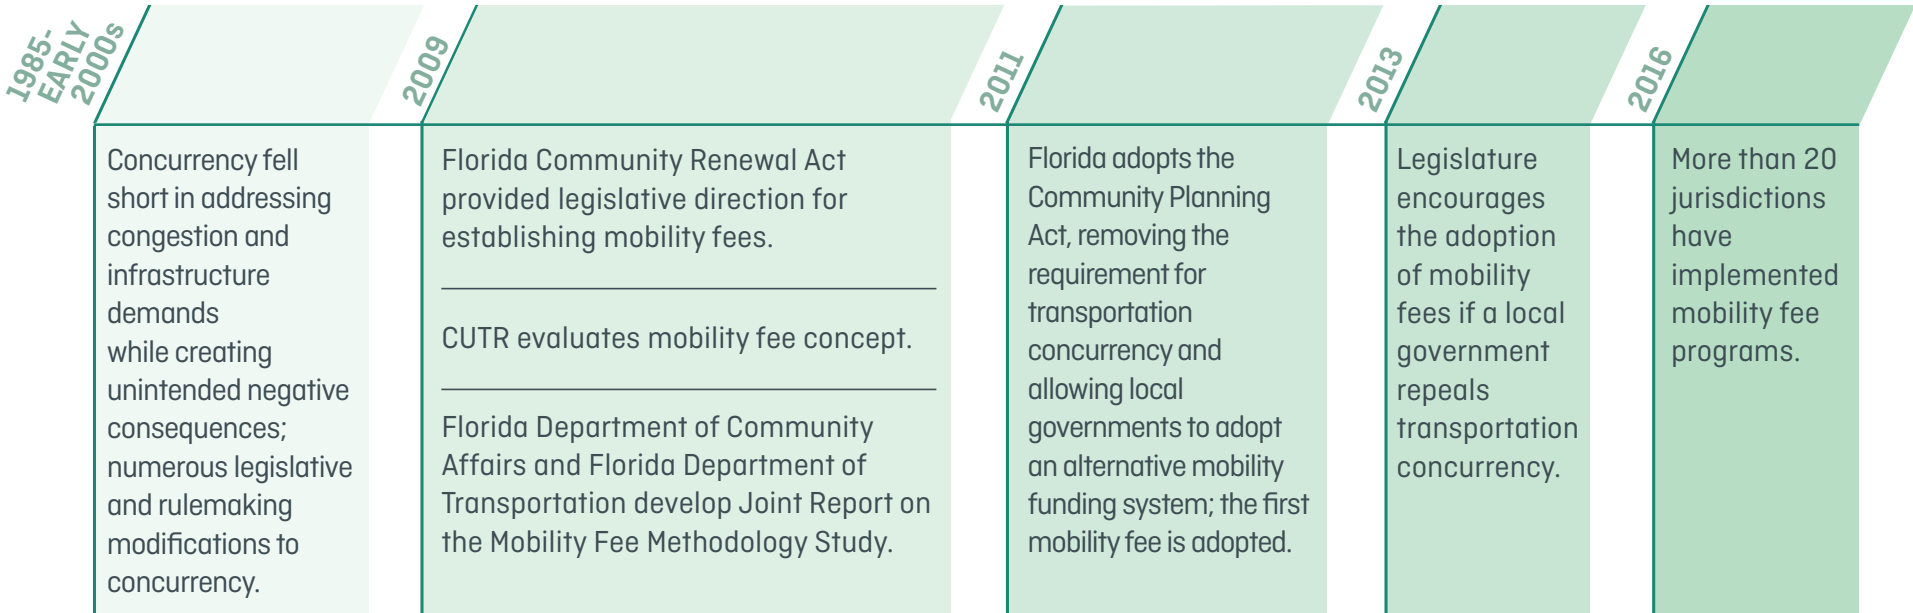 1985-
EARLY
2000s
Concurrency fell
short in addressing
congestion and
infrastructure
demands
while creating
unintended negative
consequences;
numerous legislative
and rulemaking
modifications to
concurrency.
2009
Florida Community Renewal Act
provided legislative direction for
establishing mobility fees.
CUTR evaluates mobility fee concept.
Florida Department of Community
Affairs and Florida Department of
Transportation develop Joint Report on
the Mobility Fee Methodology Study.
2011
Florida adopts the
Community Planning
Act, removing the
requirement for
transportation
concurrency and
allowing local
governments to adopt
an alternative mobility
funding system; the first
mobility fee is adopted.
2013
Legislature
encourages
the adoption
of mobility
fees if a local
government
repeals
transportation
concurrency.
2016
More than 20
jurisdictions
have
implemented
mobility fee
programs.